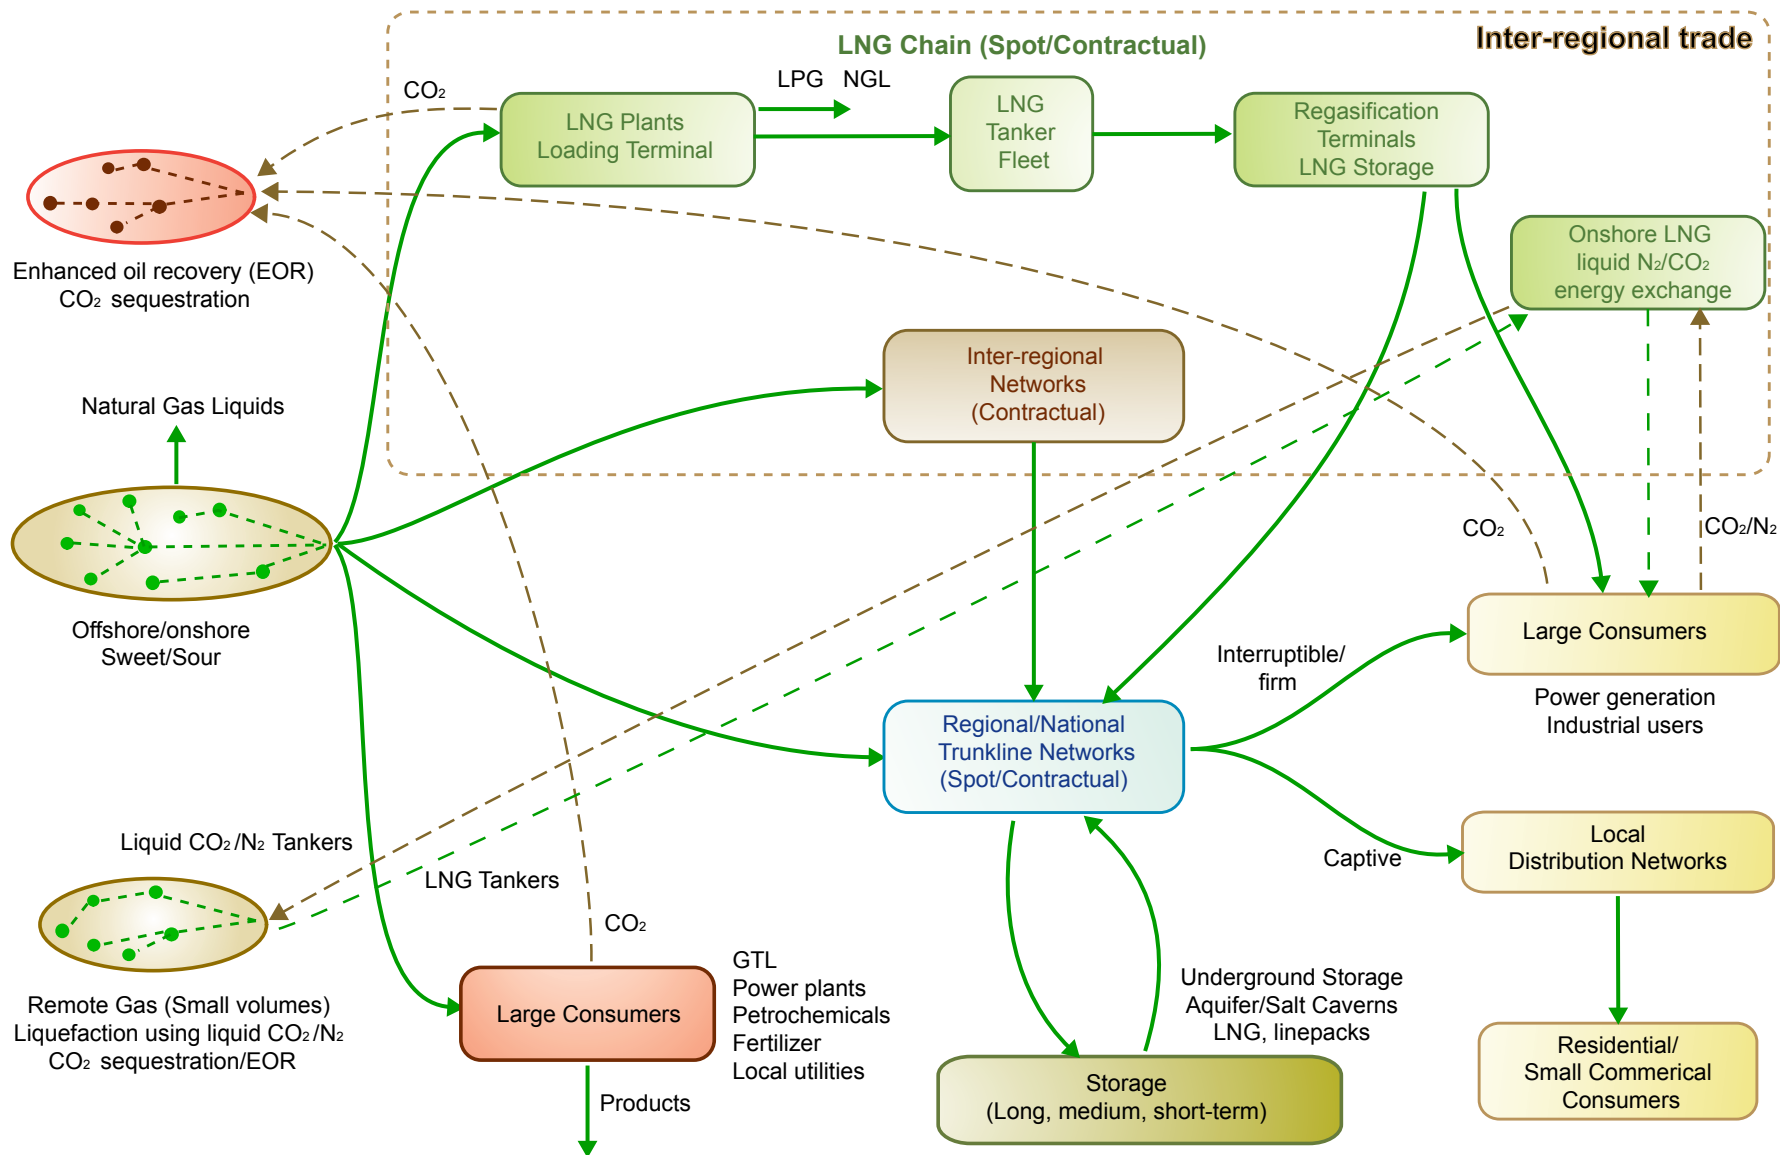 LNG Chain (Spot/Contractual)
Inter-regional trade
CO₂
LPG NGL
LNG Plants
Loading Terminal
LNG
Tanker
Fleet
Regasification
Terminals
LNG Storage
Onshore LNG
liquid N₂/CO₂
energy exchange
Enhanced oil recovery (EOR)
CO₂ sequestration
Inter-regional
Networks
(Contractual)
Natural Gas Liquids
CO₂
CO₂/N₂
Offshore/onshore
Sweet/Sour
Large Consumers
Interruptible/
firm
Power generation
Industrial users
Regional/National
Trunkline Networks
(Spot/Contractual)
Liquid CO₂/N₂ Tankers
LNG Tankers
Captive
Local
Distribution Networks
CO₂
Remote Gas (Small volumes)
Liquefaction using liquid CO₂/N₂
CO₂ sequestration/EOR
Large Consumers
GTL
Power plants
Petrochemicals
Fertilizer
Local utilities
Underground Storage
Aquifer/Salt Caverns
LNG, linepacks
Storage
(Long, medium, short-term)
Residential/
Small Commerical
Consumers
Products